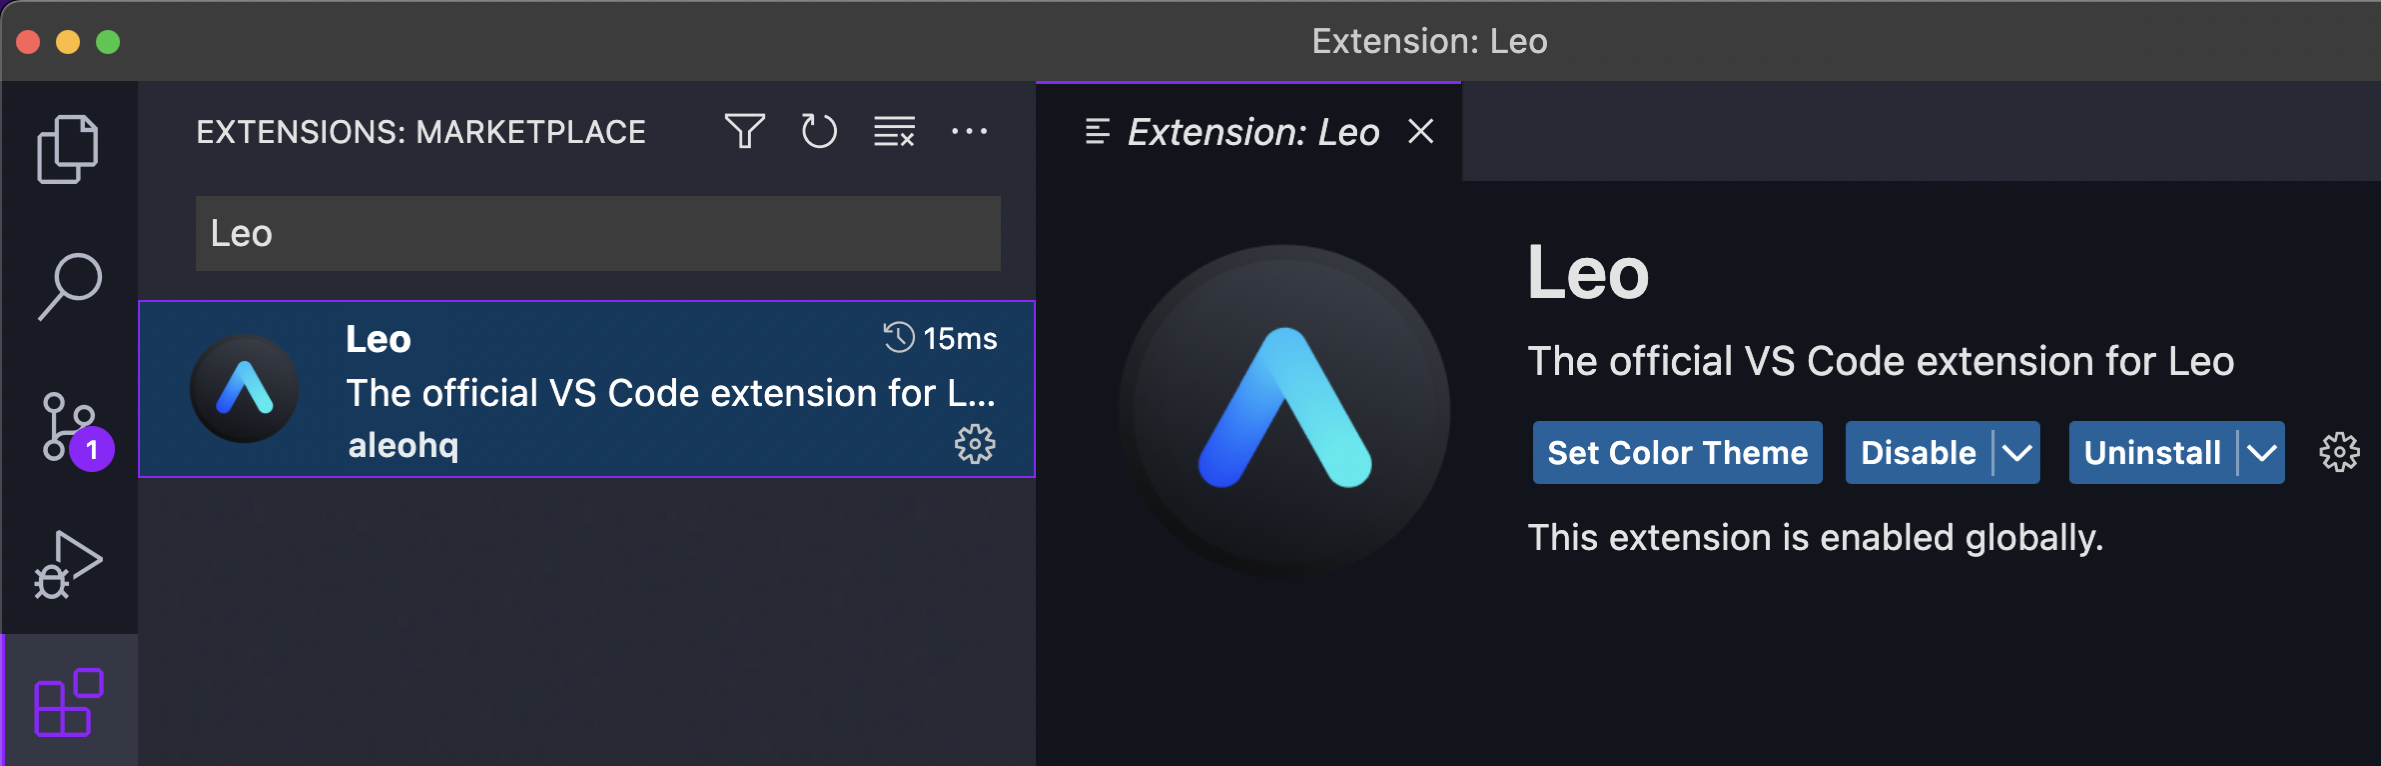 Extension: Leo
EXTENSIONS: MARKETPLACE
Leo
Leo
15ms
The official VS Code extension for L...
aleohq
1
Extension: Leo
Leo
The official VS Code extension for Leo
Set Color Theme
Disable
Uninstall
This extension is enabled globally.